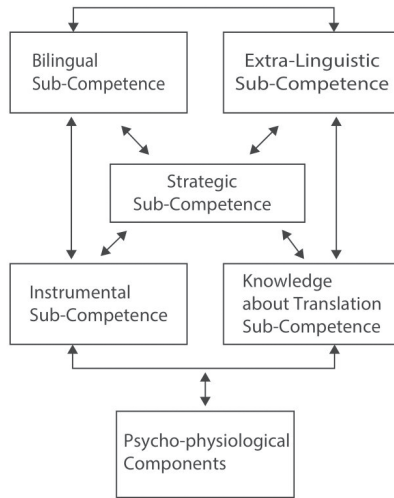 Bilingual
Sub-Competence
Extra-Linguistic
Sub-Competence
Strategic
Sub-Competence
Instrumental
Sub-Competence
Knowledge
about Translation
Sub-Competence
Psycho-physiological
Components